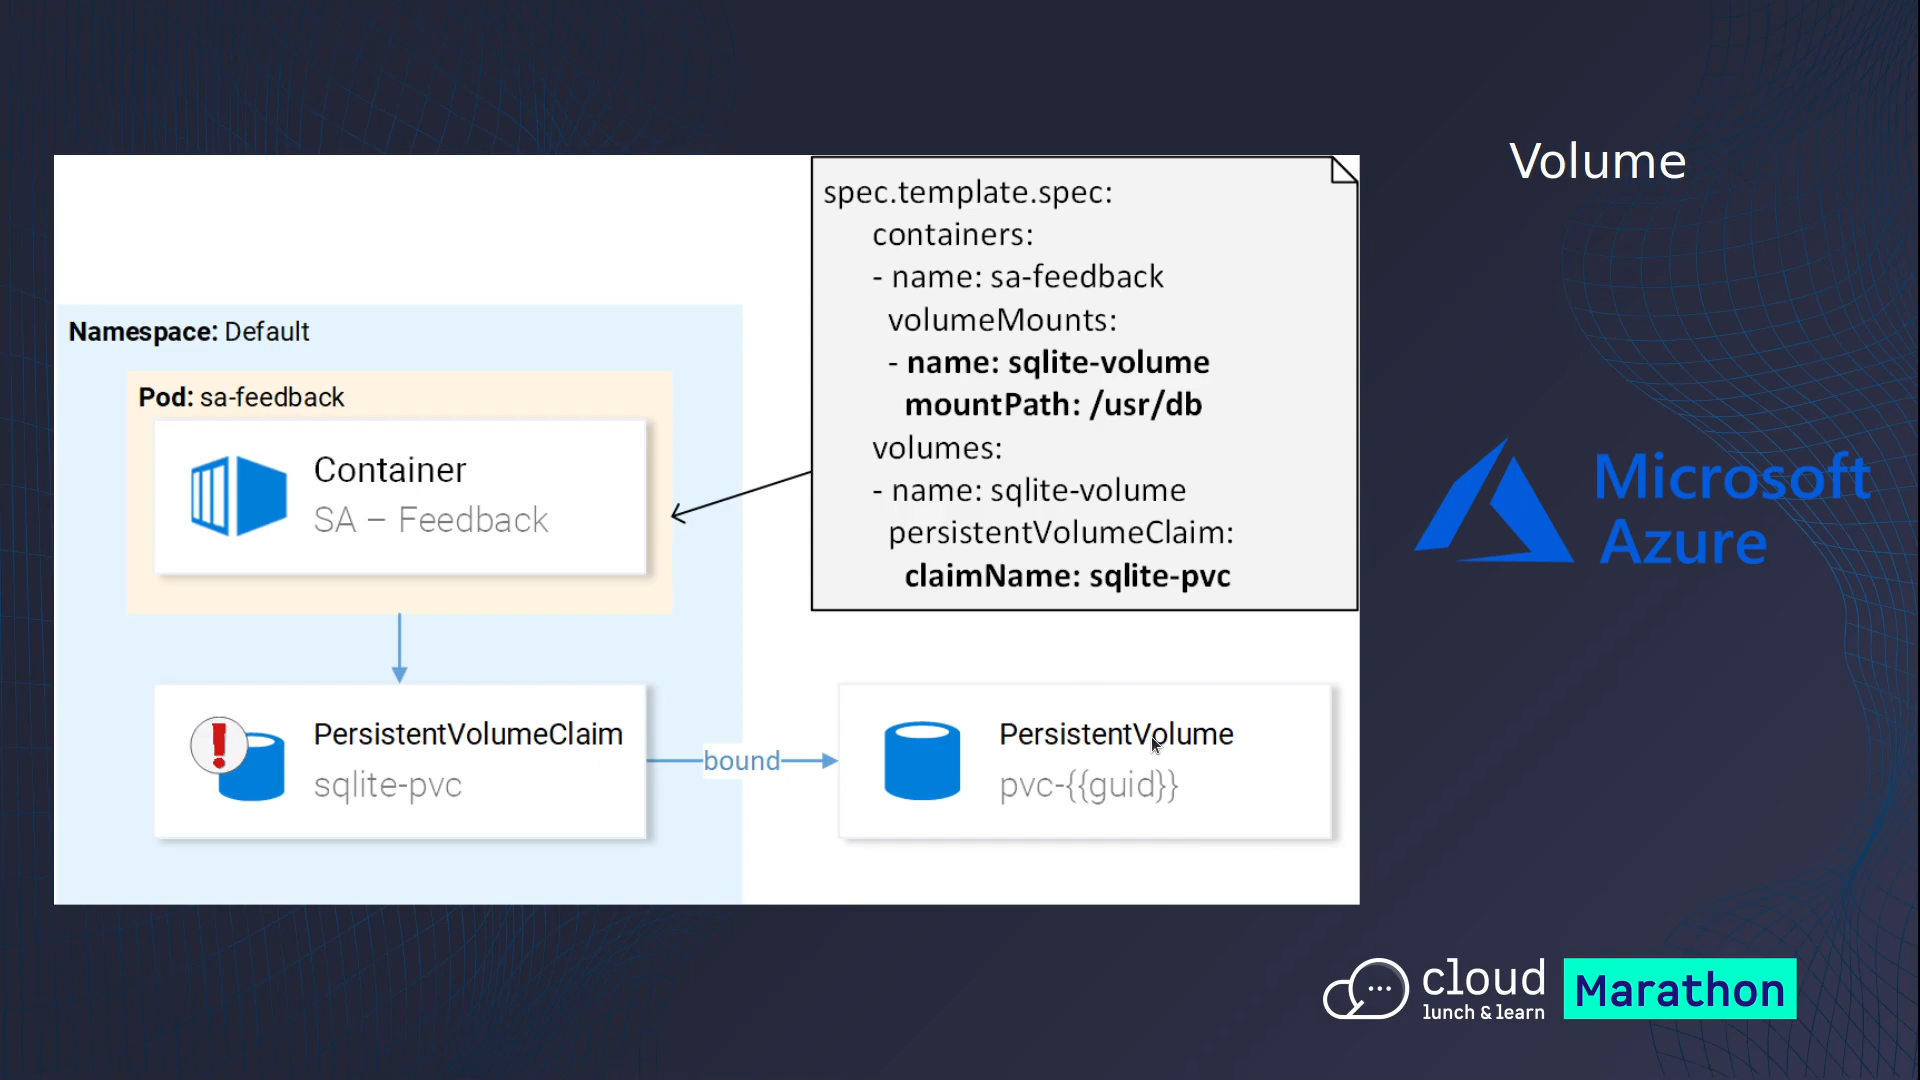 Volume
spec.template.spec:
containers:
- name: sa-feedback
volumeMounts:
- name: sqlite-volume
mountPath: /usr/db
volumes:
- name: sqlite-volume
persistentVolumeClaim:
claimName: sqlite-pvc
Namespace: Default
Pod: sa-feedback
Container
SA – Feedback
PersistentVolumeClaim
sqlite-pvc
bound
PersistentVolume
pvc-{{guid}}
Microsoft
Azure
cloud
lunch & learn
Marathon